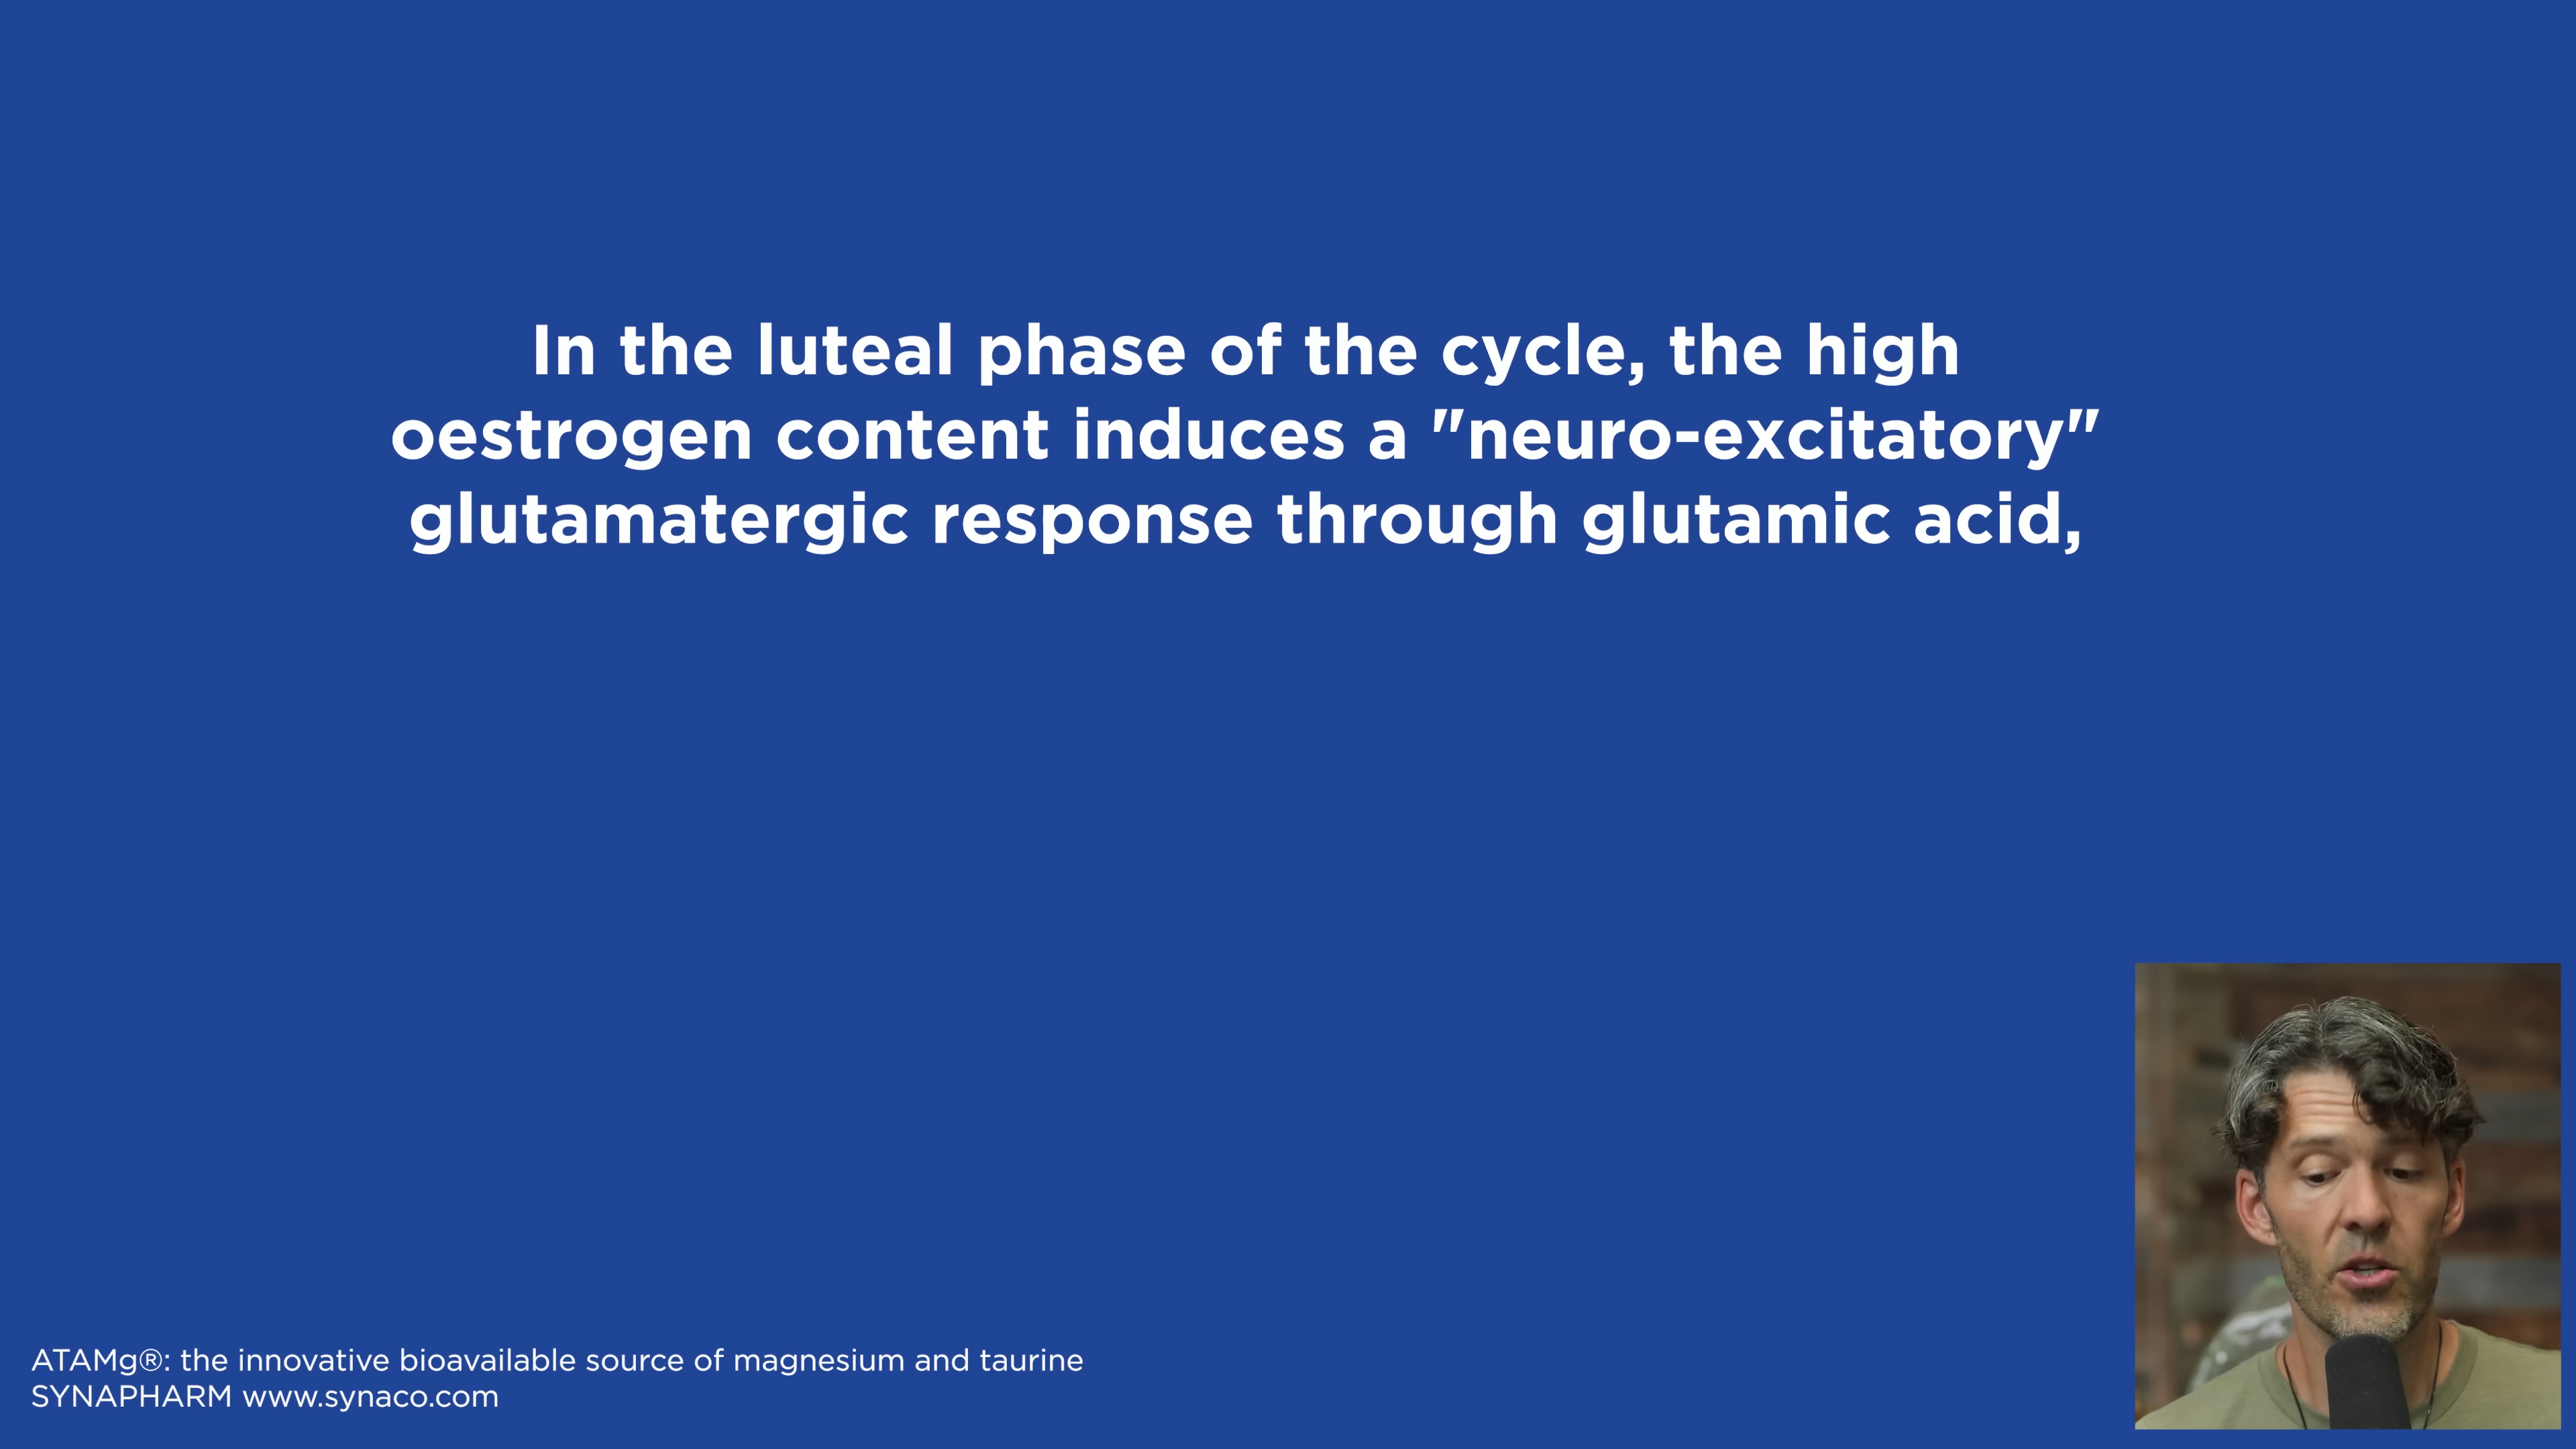 In the luteal phase of the cycle, the high
oestrogen content induces a "neuro-excitatory"
glutamatergic response through glutamic acid,
ATAMg®: the innovative bioavailable source of magnesium and taurine
SYNAPHARM www.synaco.com